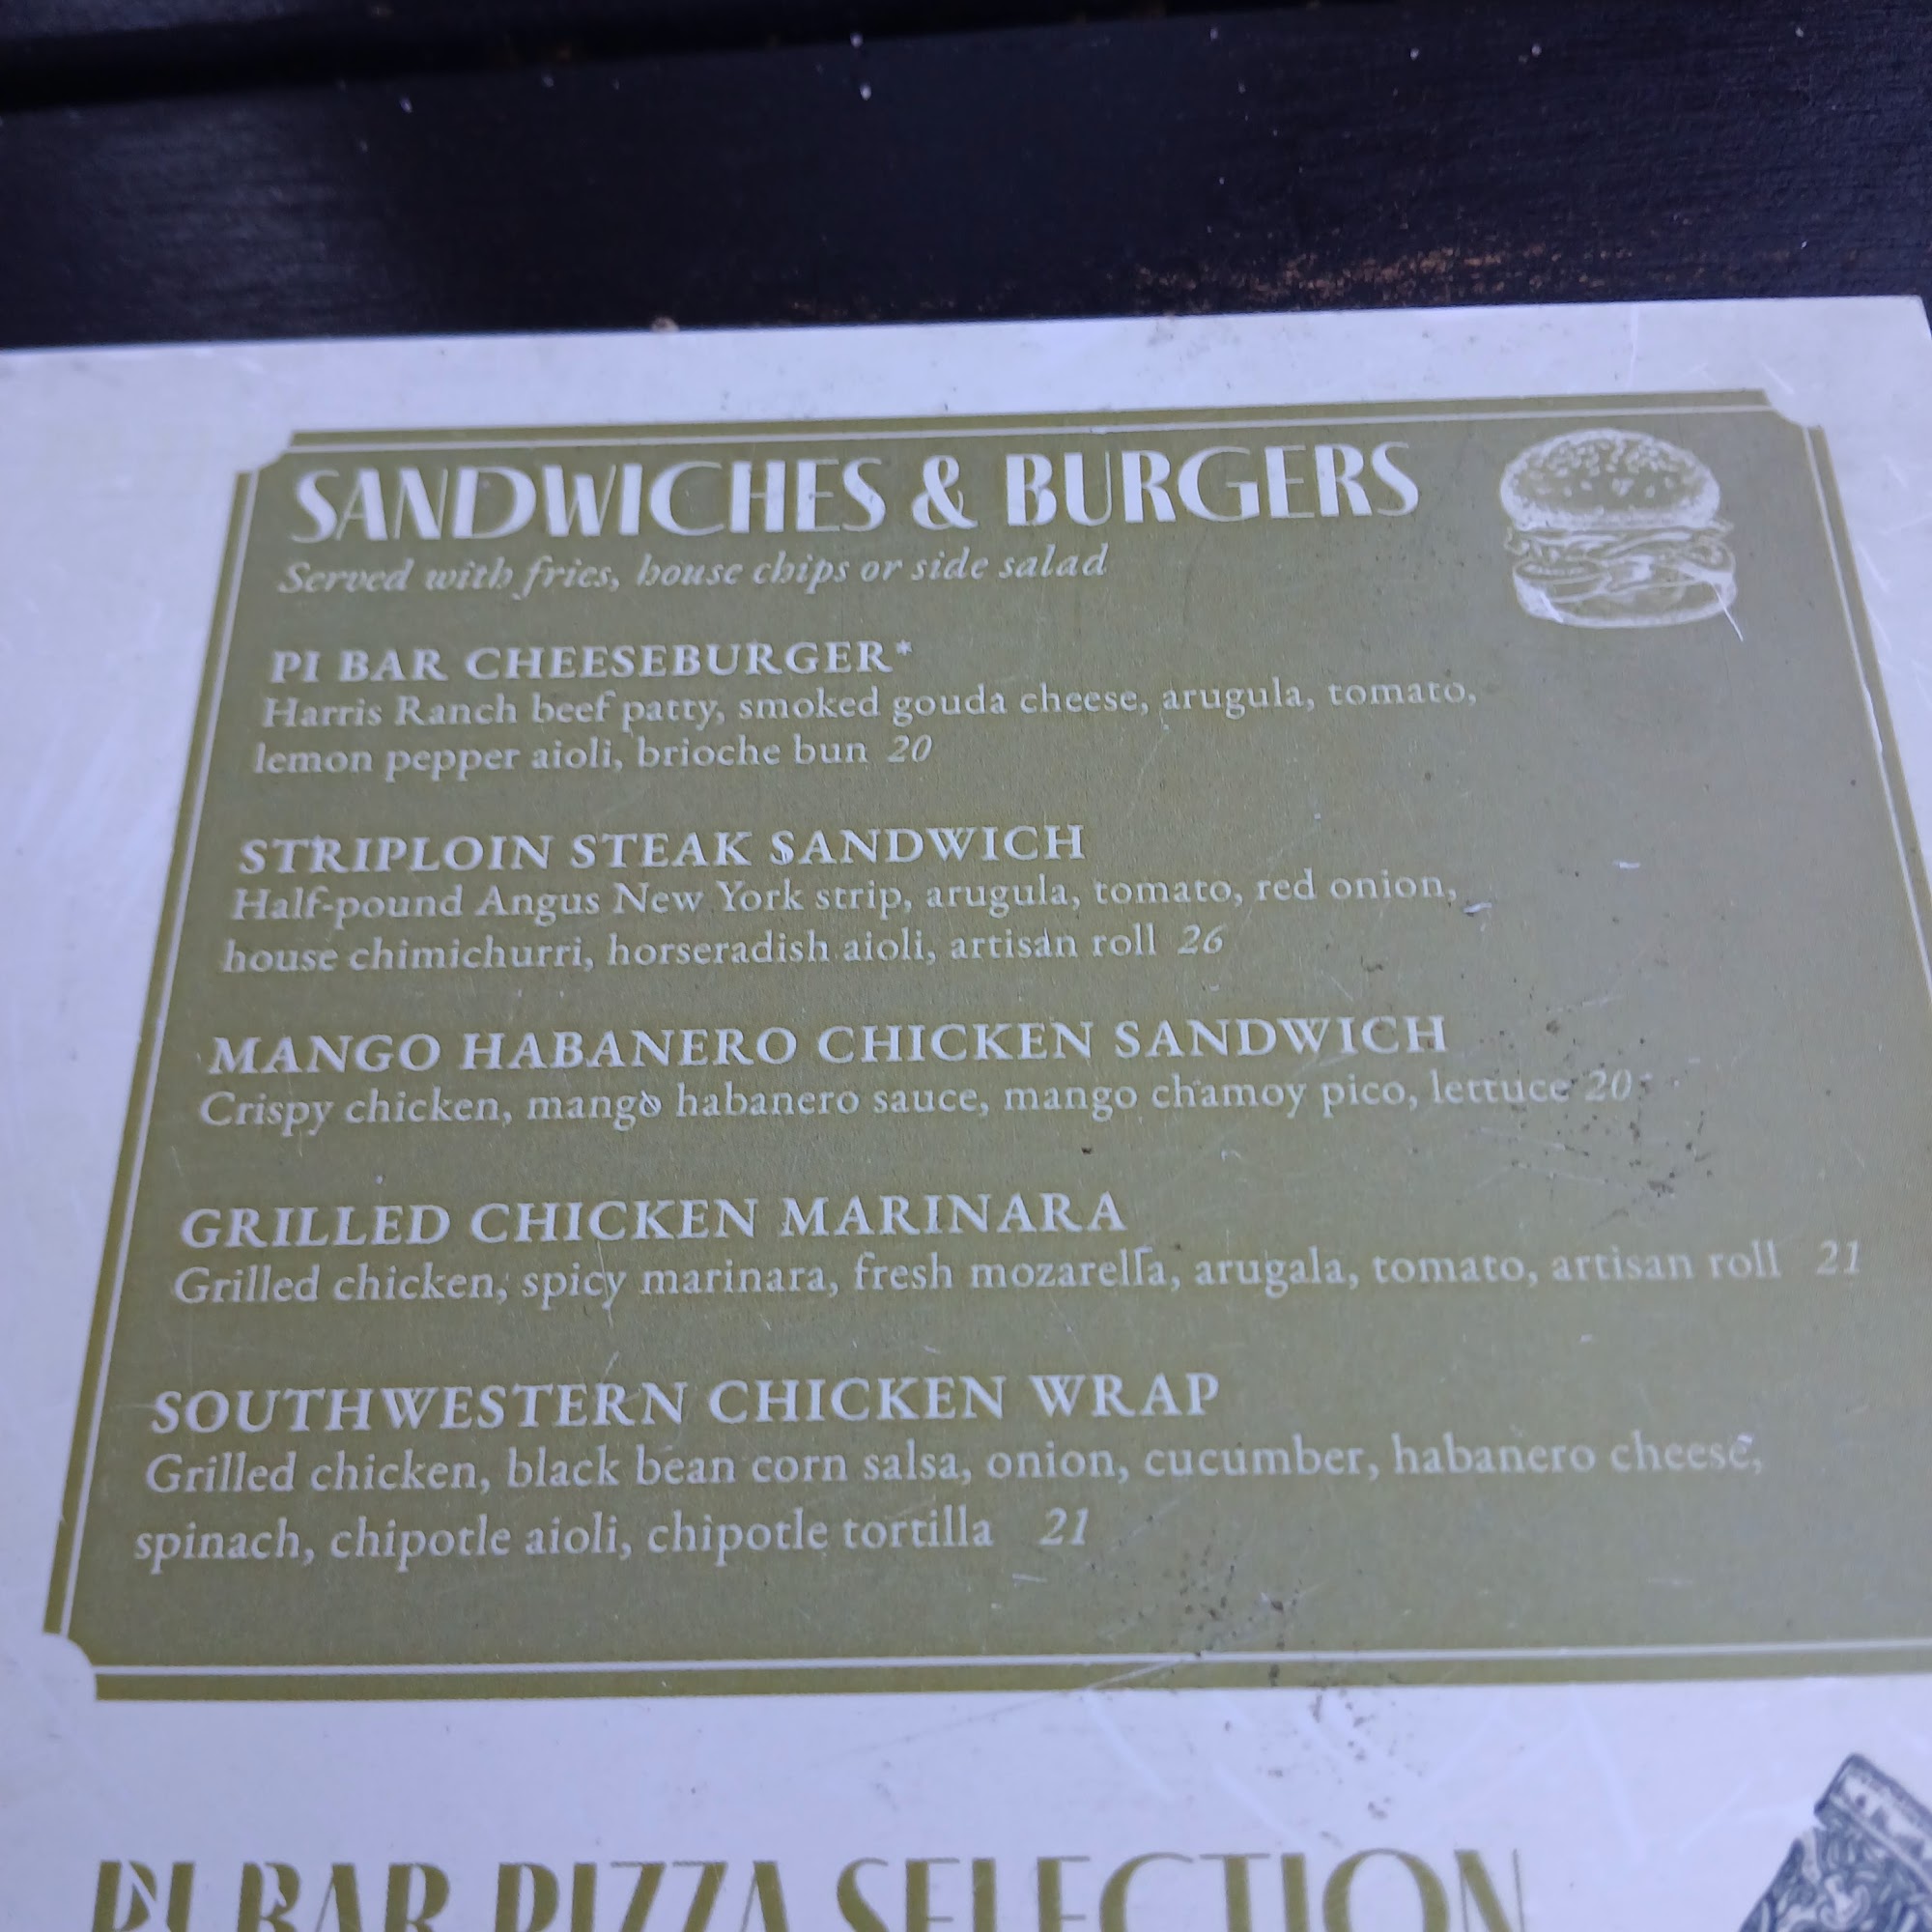 SANDWICHES & BURGERS
Served with fries, house chips or side salad
PI BAR CHEESEBURGER*
Harris Ranch beef patty, smoked gouda cheese, arugula, tomato,
lemon pepper aioli, brioche bun 20
STRIPLOIN STEAK SANDWICH
Half-pound Angus New York strip, arugula, tomato, red onion,
house chimichurri, horseradish aioli, artisan roll 26
MANGO HABANERO CHICKEN SANDWICH
Crispy chicken, mango habanero sauce, mango chamoy pico, lettuce 20
GRILLED CHICKEN MARINARA
Grilled chicken, spicy marinara, fresh mozarella, arugala, tomato, artisan roll 21
SOUTHWESTERN CHICKEN WRAP
Grilled chicken, black bean corn salsa, onion, cucumber, habanero cheese,
spinach, chipotle aioli, chipotle tortilla 21
PI BAR PIZZA SELECTION